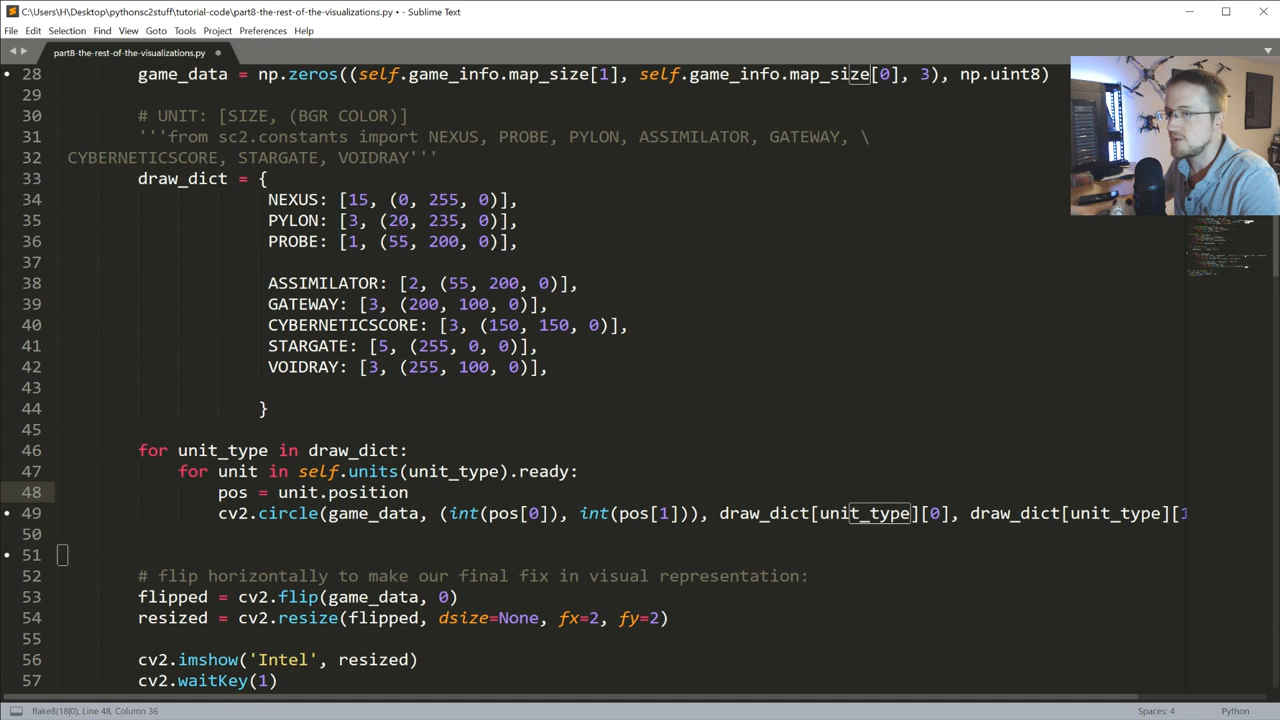 C:\Users\H\Desktop\pythonsc2stuff\tutorial-code\part8-the-rest-of-the-visualizations.py • - Sublime Text
File Edit Selection Find View Goto Tools Project Preferences Help
part8-the-rest-of-the-visualizations.py
28 game_data = np.zeros((self.game_info.map_size[1], self.game_info.map_size[0], 3), np.uint8)
29
30 # UNIT: [SIZE, (BGR COLOR)]
31 '''from sc2.constants import NEXUS, PROBE, PYLON, ASSIMILATOR, GATEWAY, \
32 CYBERNETICSCORE, STARGATE, VOIDRAY'''
33 draw_dict = {
34 NEXUS: [15, (0, 255, 0)],
35 PYLON: [3, (20, 235, 0)],
36 PROBE: [1, (55, 200, 0)],
37
38 ASSIMILATOR: [2, (55, 200, 0)],
39 GATEWAY: [3, (200, 100, 0)],
40 CYBERNETICSCORE: [3, (150, 150, 0)],
41 STARGATE: [5, (255, 0, 0)],
42 VOIDRAY: [3, (255, 100, 0)],
43
44 }
45
46 for unit_type in draw_dict:
47 for unit in self.units(unit_type).ready:
48 pos = unit.position
49 cv2.circle(game_data, (int(pos[0]), int(pos[1])), draw_dict[unit_type][0], draw_dict[unit_type][1
50
51
52 # flip horizontally to make our final fix in visual representation:
53 flipped = cv2.flip(game_data, 0)
54 resized = cv2.resize(flipped, dsize=None, fx=2, fy=2)
55
56 cv2.imshow('Intel', resized)
57 cv2.waitKey(1)
flake8(18|0), Line 48, Column 36
Spaces: 4
Python